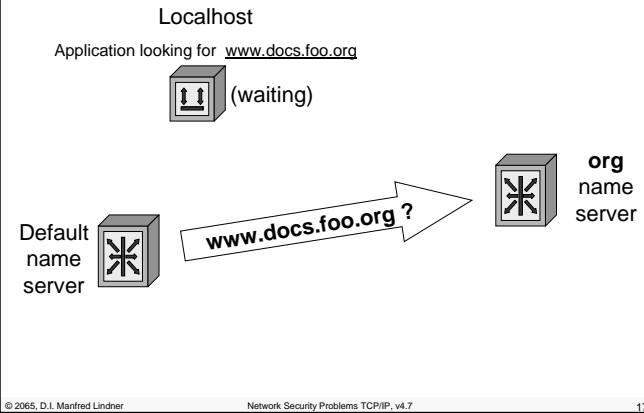 Localhost
Application looking for www.docs.foo.org
(waiting)
org
name
server
www.docs.foo.org ?
Default
name
server
© 2065, D.I. Manfred Lindner
Network Security Problems TCP/IP, v4.7
17